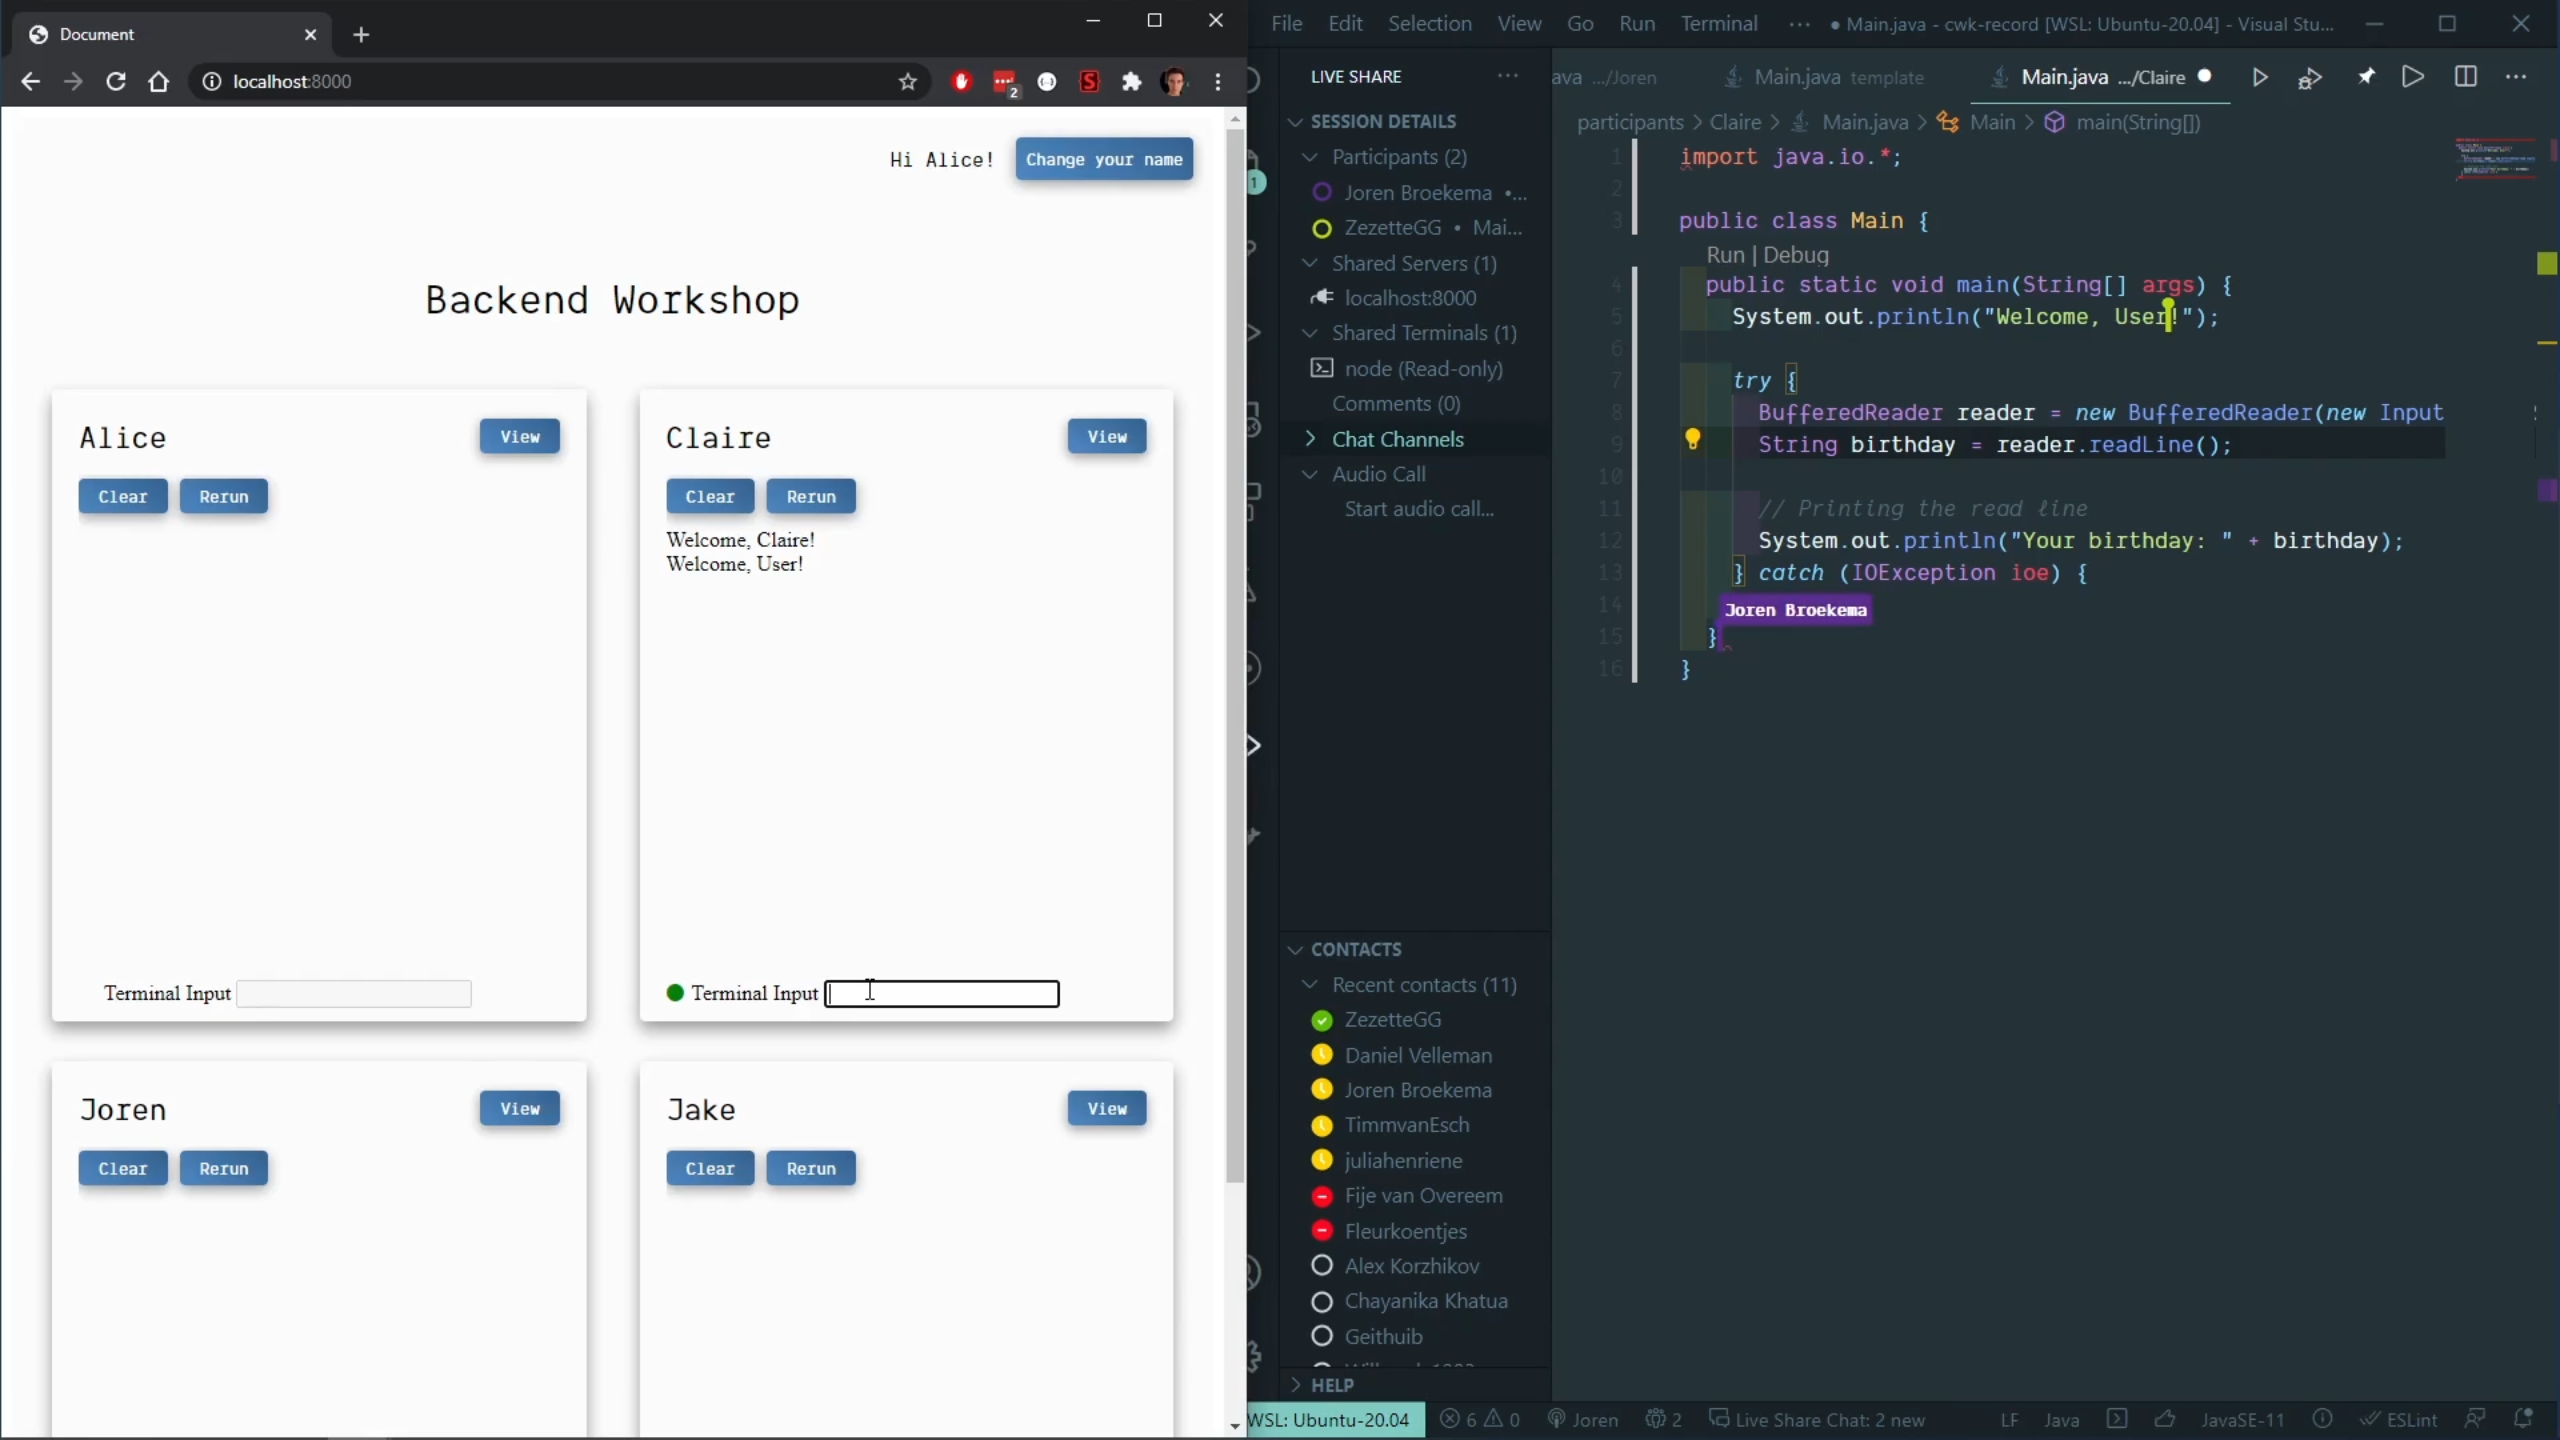 Document
localhost:8000
2
Hi Alice!
Change your name
Backend Workshop
Alice
View
Clear
Rerun
Terminal Input
Claire
View
Clear
Rerun
Welcome, Claire!
Welcome, User!
Terminal Input
Joren
View
Clear
Rerun
Jake
View
Clear
Rerun
File Edit Selection View Go Run Terminal ··· ● Main.java - cwk-record [WSL: Ubuntu-20.04] - Visual Stu...
1
LIVE SHARE
SESSION DETAILS
Participants (2)
Joren Broekema •...
ZezetteGG • Mai...
Shared Servers (1)
localhost:8000
Shared Terminals (1)
node (Read-only)
Comments (0)
Chat Channels
Audio Call
Start audio call...
CONTACTS
Recent contacts (11)
ZezetteGG
Daniel Velleman
Joren Broekema
TimmvanEsch
juliahenriene
Fije van Overeem
Fleurkoentjes
Alex Korzhikov
Chayanika Khatua
Geithuib
HELP
ava .../Joren
Main.java template
Main.java .../Claire
participants > Claire > Main.java > Main > main(String[])
1 import java.io.*;
2
3 public class Main {
Run | Debug
4 public static void main(String[] args) {
5 System.out.println("Welcome, User!");
6
7 try {
8 BufferedReader reader = new BufferedReader(new Input
9 String birthday = reader.readLine();
10
11 // Printing the read line
12 System.out.println("Your birthday: " + birthday);
13 } catch (IOException ioe) {
14
Joren Broekema
15 }
16 }
WSL: Ubuntu-20.04 6 0 Joren 2 Live Share Chat: 2 new LF Java JavaSE-11 ESLint